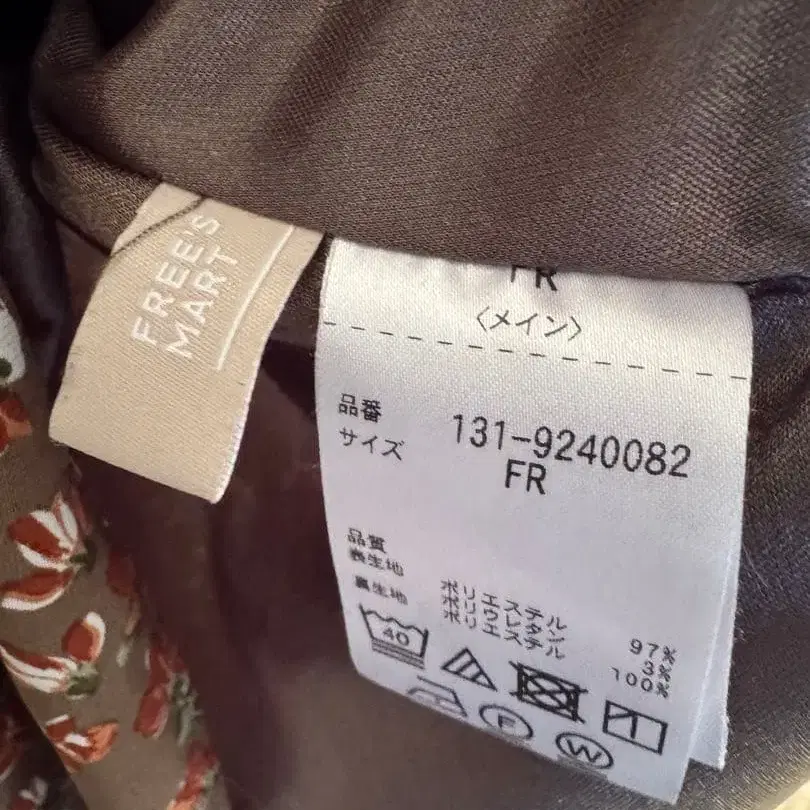 FREE'S
MART
FR
〈メイン〉
品番 131-9240082
サイズ FR
品質
表生地 ポリエステル 97%
ポリウレタン 3%
裏生地 ポリエステル 100%
40
F
W